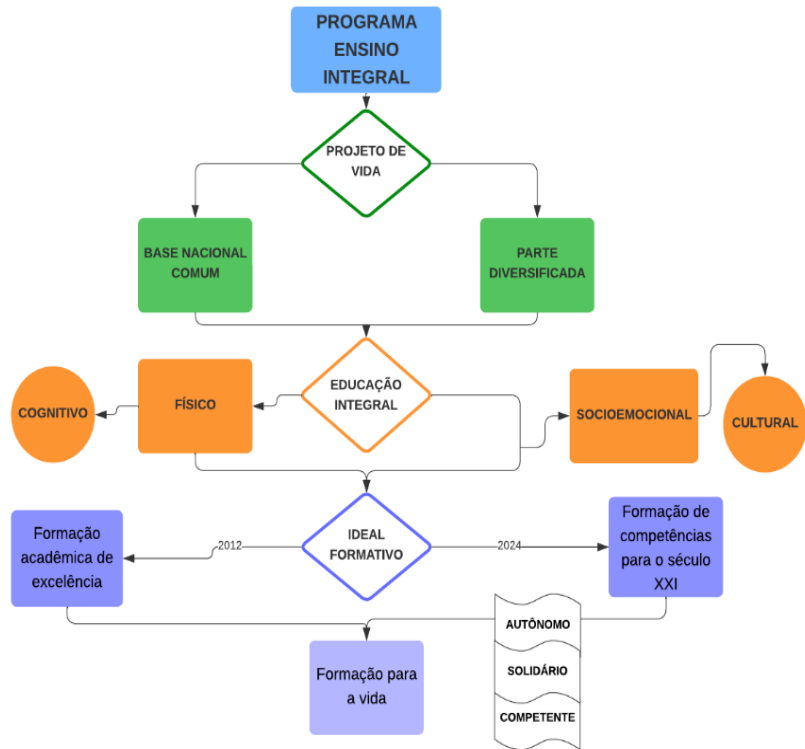 PROGRAMA
ENSINO
INTEGRAL
PROJETO DE
VIDA
BASE NACIONAL
COMUM
PARTE
DIVERSIFICADA
EDUCAÇÃO
INTEGRAL
COGNITIVO
FÍSICO
SOCIOEMOCIONAL
CULTURAL
Formação
acadêmica de
excelência
2012
IDEAL
FORMATIVO
2024
Formação de
competências
para o século
XXI
Formação para
a vida
AUTÔNOMO
SOLIDÁRIO
COMPETENTE